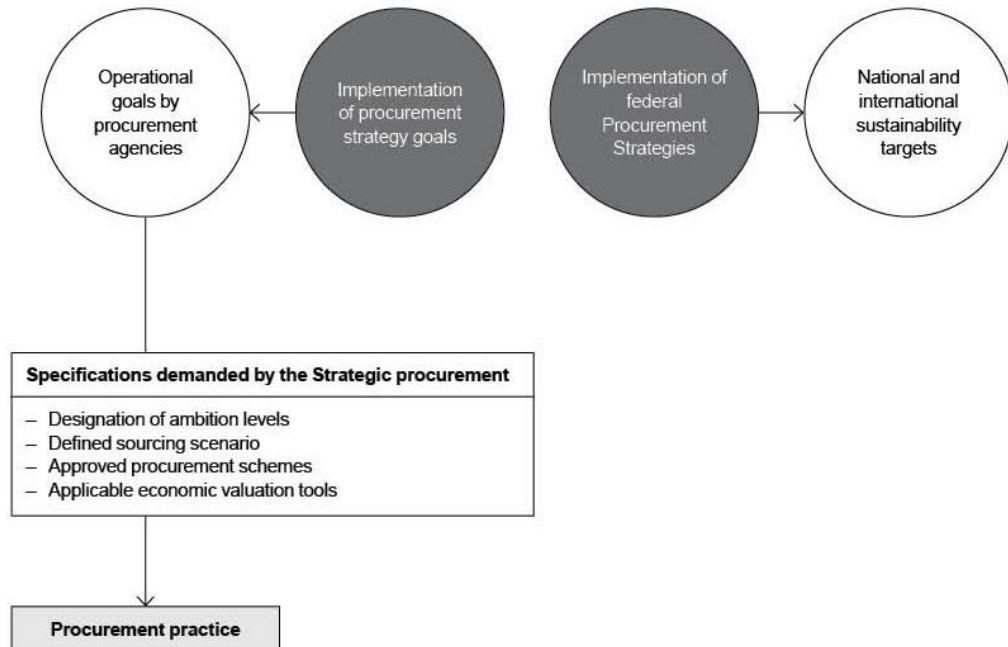 Operational
goals by
procurement
agencies
Implementation
of procurement
strategy goals
Implementation of
federal
Procurement
Strategies
National and
international
sustainability
targets
Specifications demanded by the Strategic procurement
– Designation of ambition levels
– Defined sourcing scenario
– Approved procurement schemes
– Applicable economic valuation tools
Procurement practice